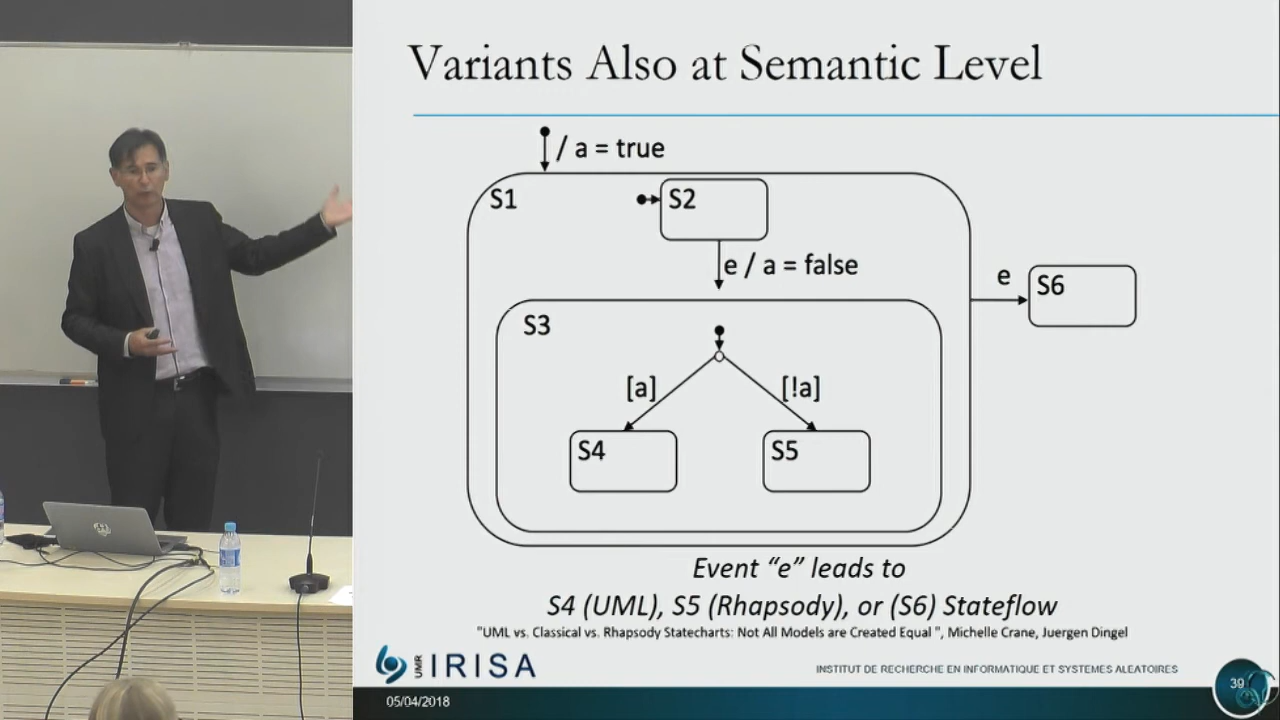 Variants Also at Semantic Level
/ a = true
S1
S2
e / a = false
e
S6
S3
[a]
[!a]
S4
S5
Event “e” leads to
S4 (UML), S5 (Rhapsody), or (S6) Stateflow
"UML vs. Classical vs. Rhapsody Statecharts: Not All Models are Created Equal ", Michelle Crane, Juergen Dingel
UMR
IRISA
INSTITUT DE RECHERCHE EN INFORMATIQUE ET SYSTEMES ALEATOIRES
05/04/2018
39